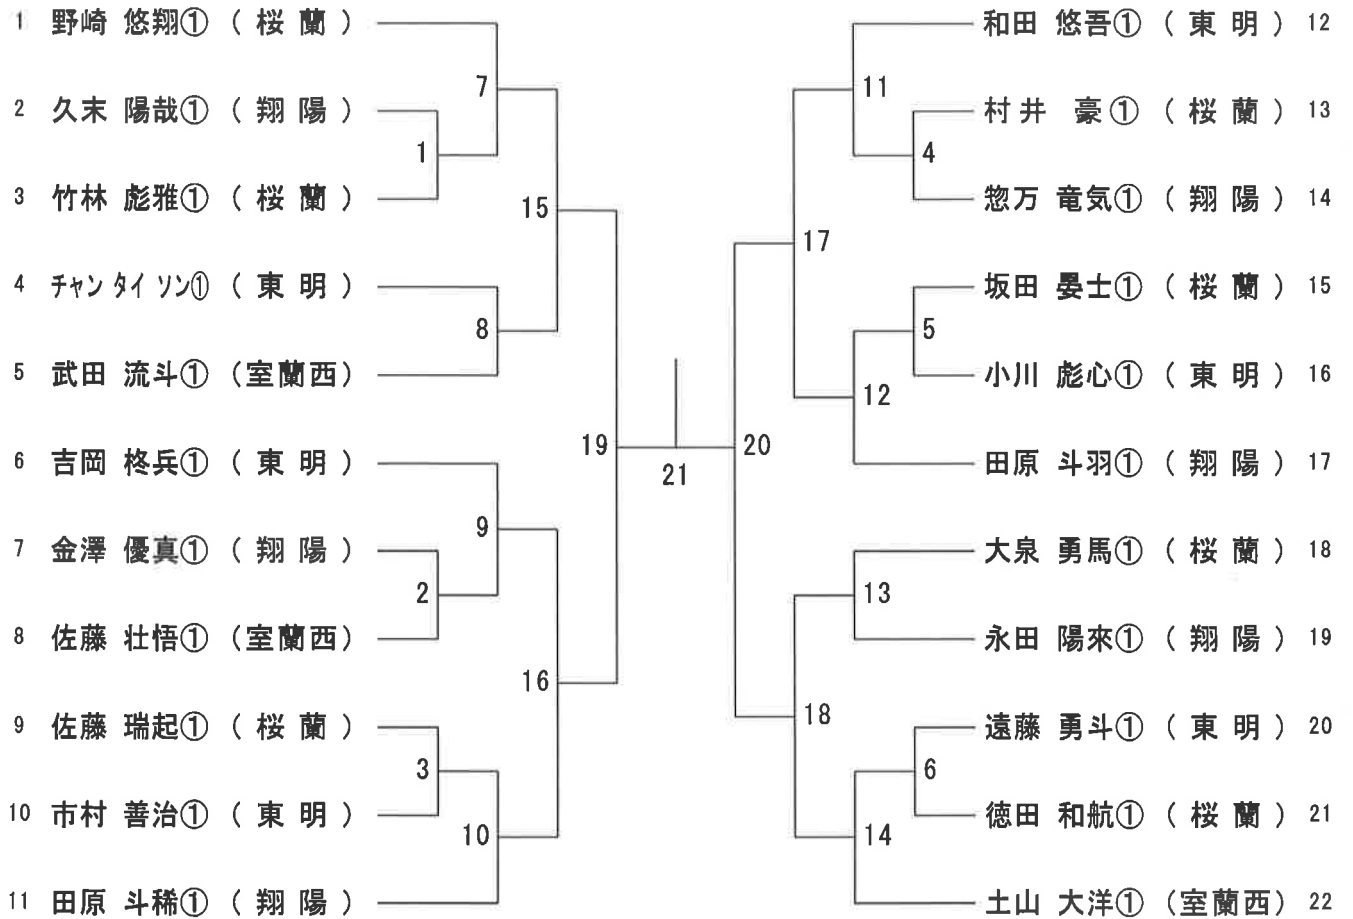 1 野崎 悠翔① ( 桜 蘭 )
2 久末 陽哉① ( 翔 陽 )
3 竹林 彪雅① ( 桜 蘭 )
4 チャン タイ ソン① ( 東 明 )
5 武田 流斗① (室蘭西)
6 吉岡 柊兵① ( 東 明 )
7 金澤 優真① ( 翔 陽 )
8 佐藤 壮悟① (室蘭西)
9 佐藤 瑞起① ( 桜 蘭 )
10 市村 善治① ( 東 明 )
11 田原 斗稀① ( 翔 陽 )
7
1
15
8
19
9
2
16
3
10
21
11
4
17
5
12
20
13
18
6
14
和田 悠吾① ( 東 明 ) 12
村井 豪① ( 桜 蘭 ) 13
惣万 竜気① ( 翔 陽 ) 14
坂田 晏士① ( 桜 蘭 ) 15
小川 彪心① ( 東 明 ) 16
田原 斗羽① ( 翔 陽 ) 17
大泉 勇馬① ( 桜 蘭 ) 18
永田 陽來① ( 翔 陽 ) 19
遠藤 勇斗① ( 東 明 ) 20
徳田 和航① ( 桜 蘭 ) 21
土山 大洋① (室蘭西) 22